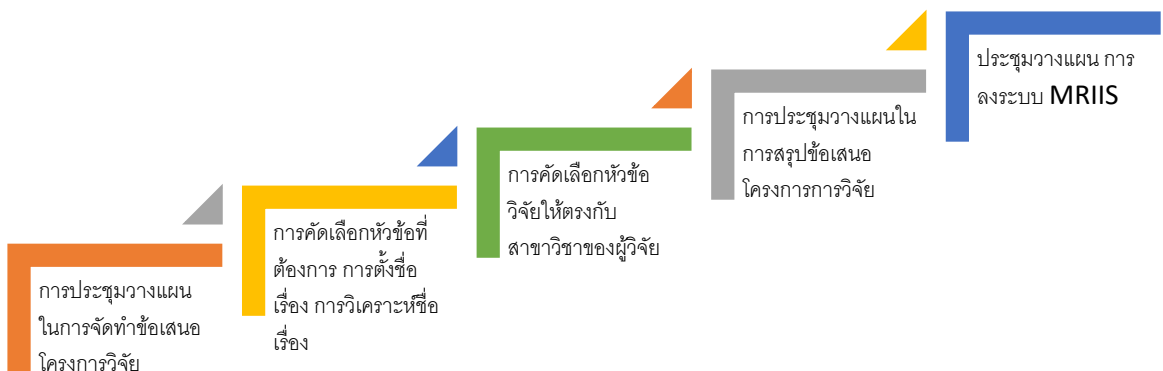 การประชุมวางแผน
ในการจัดทำข้อเสนอ
โครงการวิจัย
การคัดเลือกหัวข้อที่
ต้องการ การตั้งชื่อ
เรื่อง การวิเคราะห์ชื่อ
เรื่อง
การคัดเลือกหัวข้อ
วิจัยให้ตรงกับ
สาขาวิชาของผู้วิจัย
การประชุมวางแผนใน
การสรุปข้อเสนอ
โครงการการวิจัย
ประชุมวางแผน การ
ลงระบบ MRIIS